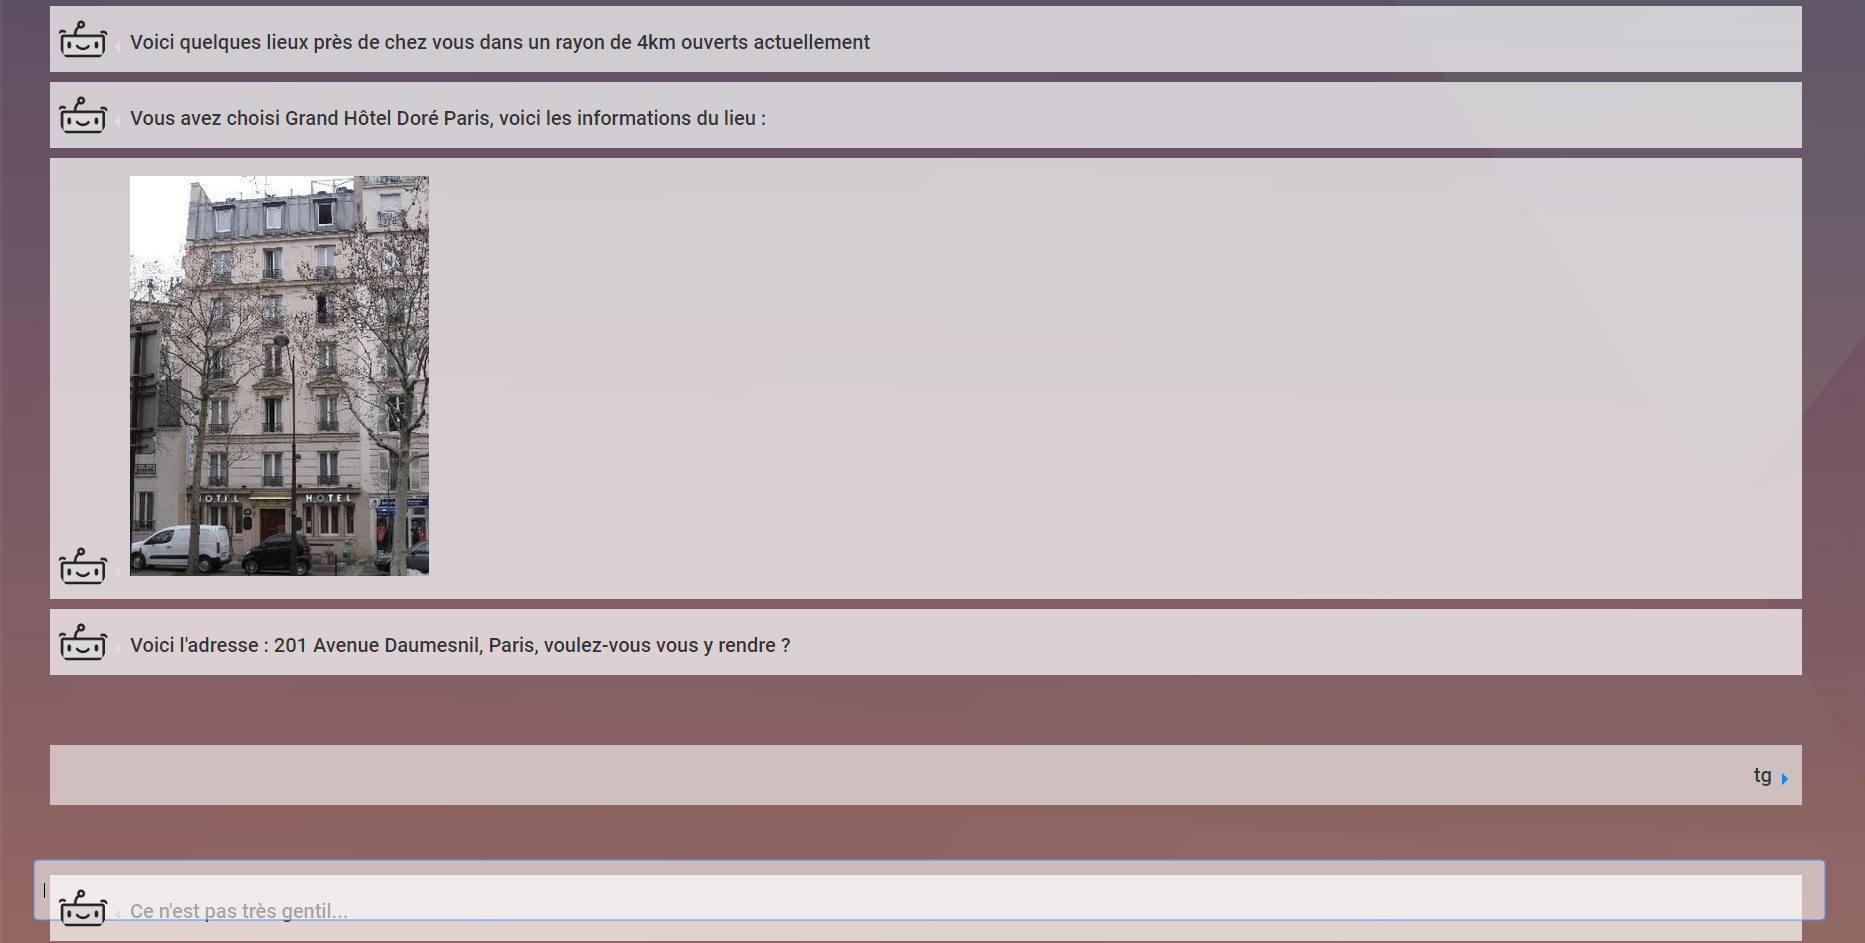 Voici quelques lieux près de chez vous dans un rayon de 4km ouverts actuellement
Vous avez choisi Grand Hôtel Doré Paris, voici les informations du lieu :
HOTEL HOTEL
Voici l'adresse : 201 Avenue Daumesnil, Paris, voulez-vous vous y rendre ?
tg
Ce n'est pas très gentil...